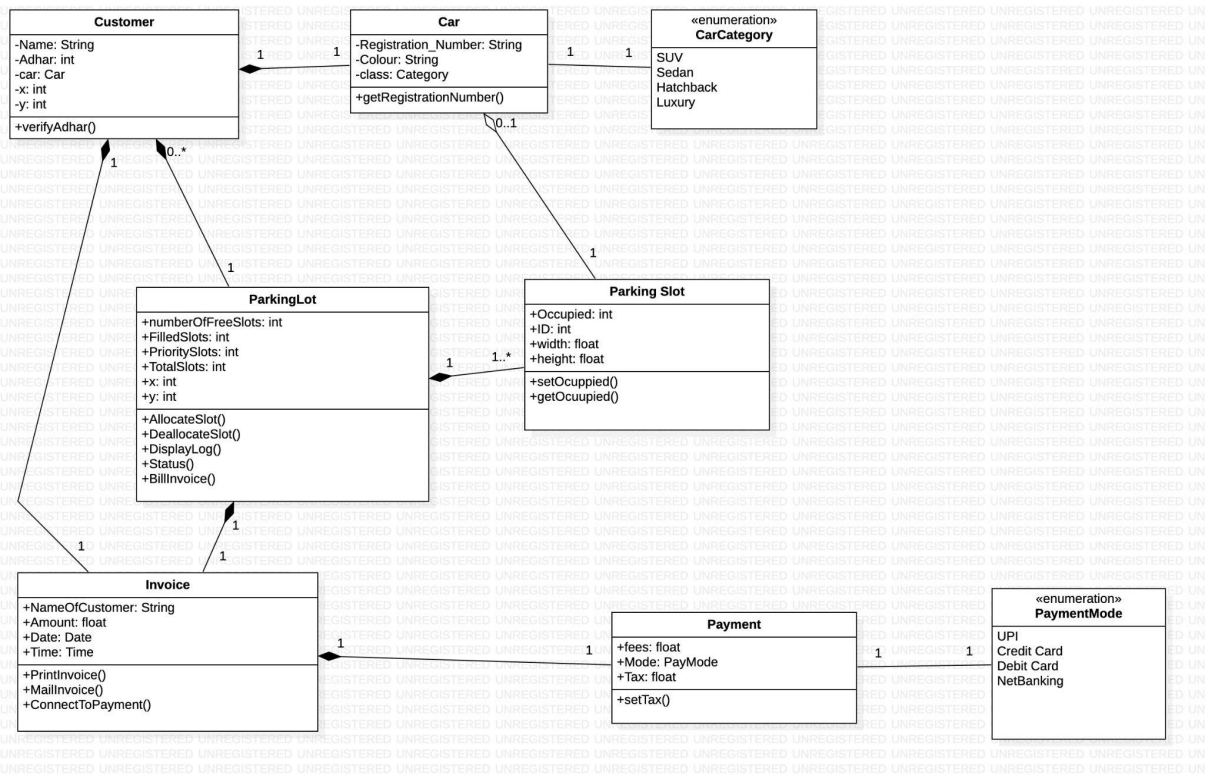 Customer
-Name: String
-Adhar: int
-car: Car
-x: int
-y: int
+verifyAdhar()
1
1
Car
-Registration_Number: String
-Colour: String
-class: Category
+getRegistrationNumber()
1
1
«enumeration»
CarCategory
SUV
Sedan
Hatchback
Luxury
1
0..*
0..1
1
1
ParkingLot
+numberOfFreeSlots: int
+FilledSlots: int
+PrioritySlots: int
+TotalSlots: int
+x: int
+y: int
+AllocateSlot()
+DeallocateSlot()
+DisplayLog()
+Status()
+BillInvoice()
1
1..*
Parking Slot
+Occupied: int
+ID: int
+width: float
+height: float
+setOcuppied()
+getOcuupied()
1
1
1
Invoice
+NameOfCustomer: String
+Amount: float
+Date: Date
+Time: Time
+PrintInvoice()
+MailInvoice()
+ConnectToPayment()
1
1
Payment
+fees: float
+Mode: PayMode
+Tax: float
+setTax()
1
1
«enumeration»
PaymentMode
UPI
Credit Card
Debit Card
NetBanking
UNREGISTERED